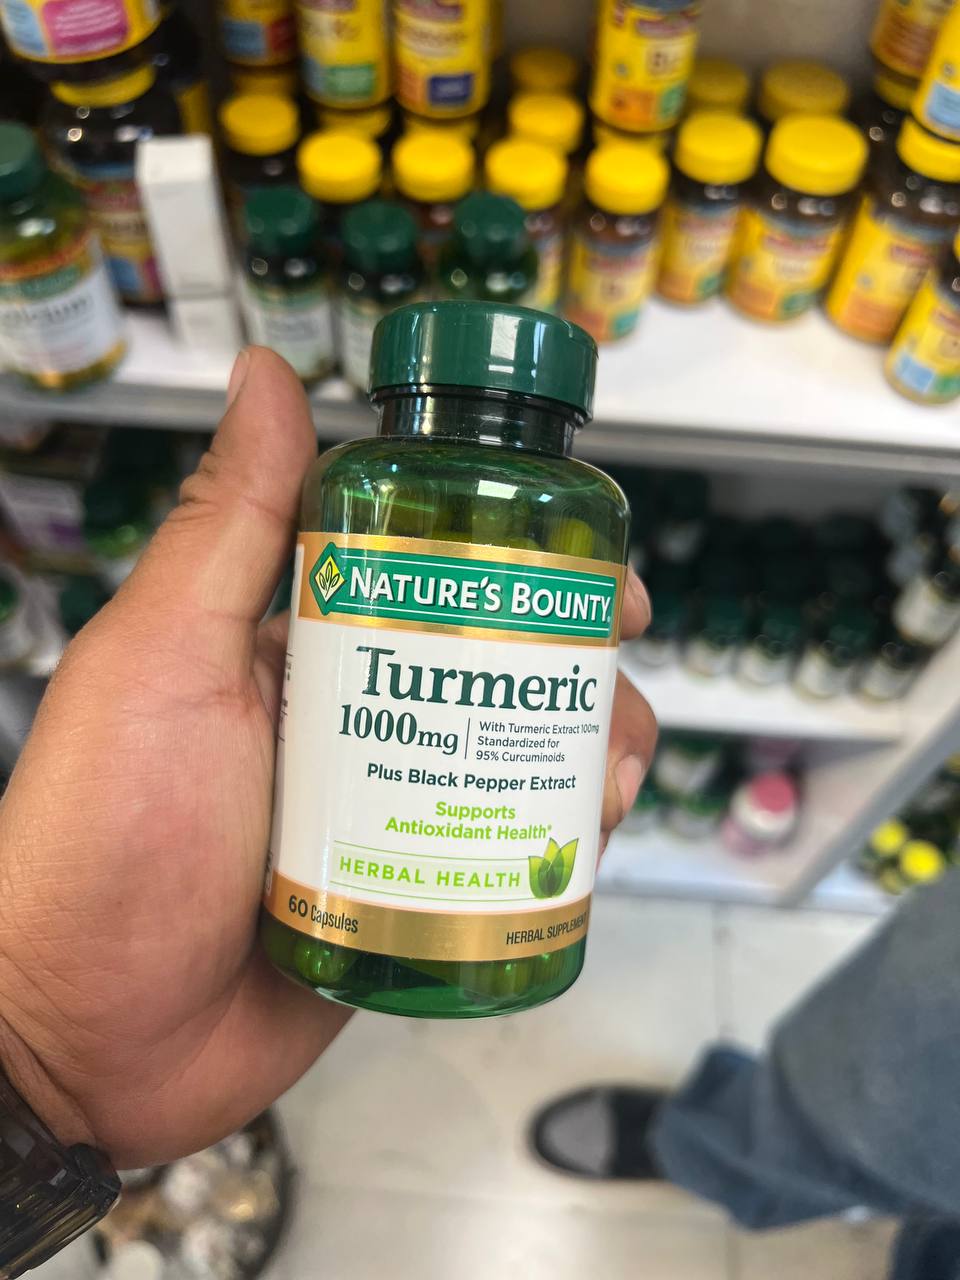 NATURE'S BOUNTY®
Turmeric
1000mg
With Turmeric Extract 100mg
Standardized for
95% Curcuminoids
Plus Black Pepper Extract
Supports
Antioxidant Health*
HERBAL HEALTH
60 Capsules
HERBAL SUPPLEMENT